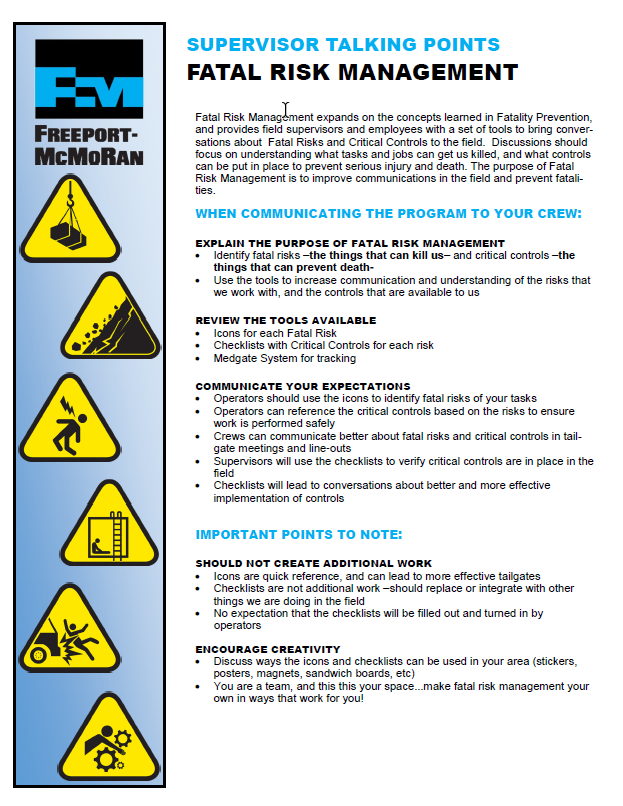 SUPERVISOR TALKING POINTS
FATAL RISK MANAGEMENT
FM
FREEPORT-
MCMORAN
Fatal Risk Management expands on the concepts learned in Fatality Prevention,
and provides field supervisors and employees with a set of tools to bring conver-
sations about  Fatal Risks and Critical Controls to the field.  Discussions should
focus on understanding what tasks and jobs can get us killed, and what controls
can be put in place to prevent serious injury and death. The purpose of Fatal
Risk Management is to improve communications in the field and prevent fatali-
ties.
WHEN COMMUNICATING THE PROGRAM TO YOUR CREW:
EXPLAIN THE PURPOSE OF FATAL RISK MANAGEMENT
• Identify fatal risks –the things that can kill us– and critical controls –the
things that can prevent death-
• Use the tools to increase communication and understanding of the risks that
we work with, and the controls that are available to us
REVIEW THE TOOLS AVAILABLE
• Icons for each Fatal Risk
• Checklists with Critical Controls for each risk
• Medgate System for tracking
COMMUNICATE YOUR EXPECTATIONS
• Operators should use the icons to identify fatal risks of your tasks
• Operators can reference the critical controls based on the risks to ensure
work is performed safely
• Crews can communicate better about fatal risks and critical controls in tail-
gate meetings and line-outs
• Supervisors will use the checklists to verify critical controls are in place in the
field
• Checklists will lead to conversations about better and more effective
implementation of controls
IMPORTANT POINTS TO NOTE:
SHOULD NOT CREATE ADDITIONAL WORK
• Icons are quick reference, and can lead to more effective tailgates
• Checklists are not additional work –should replace or integrate with other
things we are doing in the field
• No expectation that the checklists will be filled out and turned in by
operators
ENCOURAGE CREATIVITY
• Discuss ways the icons and checklists can be used in your area (stickers,
posters, magnets, sandwich boards, etc)
• You are a team, and this this your space...make fatal risk management your
own in ways that work for you!